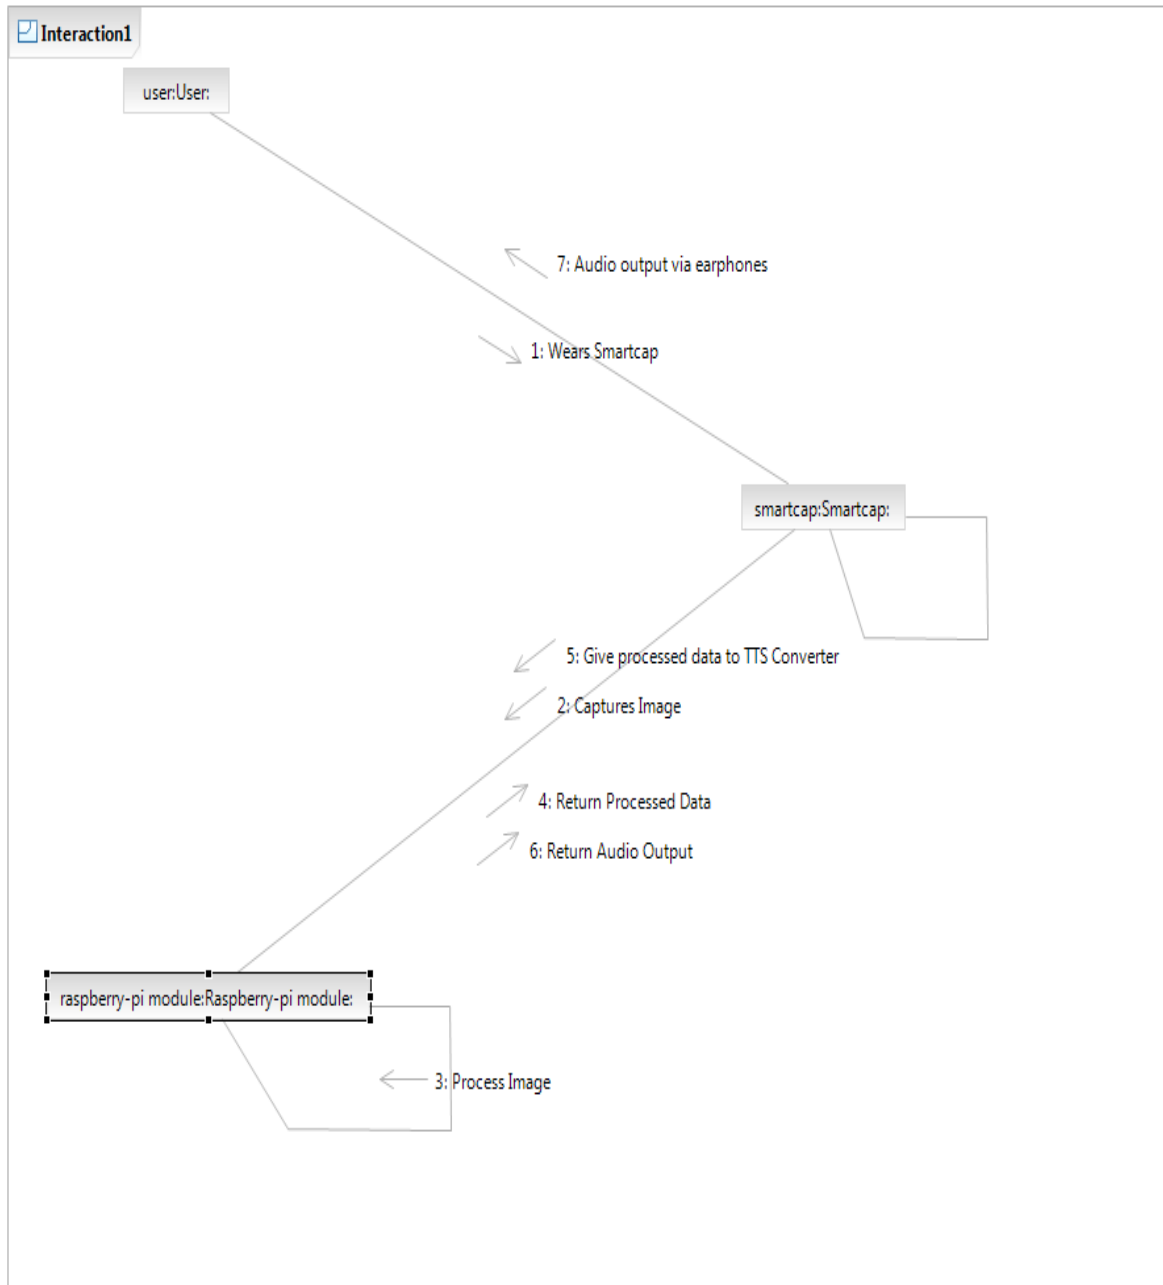 Interaction1
user:User:
7: Audio output via earphones
1: Wears Smartcap
smartcap:Smartcap:
5: Give processed data to TTS Converter
2: Captures Image
4: Return Processed Data
6: Return Audio Output
raspberry-pi module:Raspberry-pi module:
3: Process Image